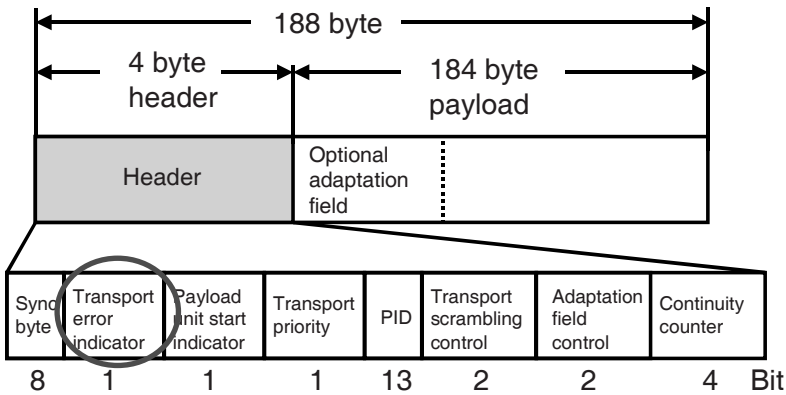 188 byte
4 byte
header
184 byte
payload
Header
Optional
adaptation
field
Sync
byte
Transport
error
indicator
Payload
unit start
indicator
Transport
priority
PID
Transport
scrambling
control
Adaptation
field
control
Continuity
counter
8 1 1 1 13 2 2 4 Bit